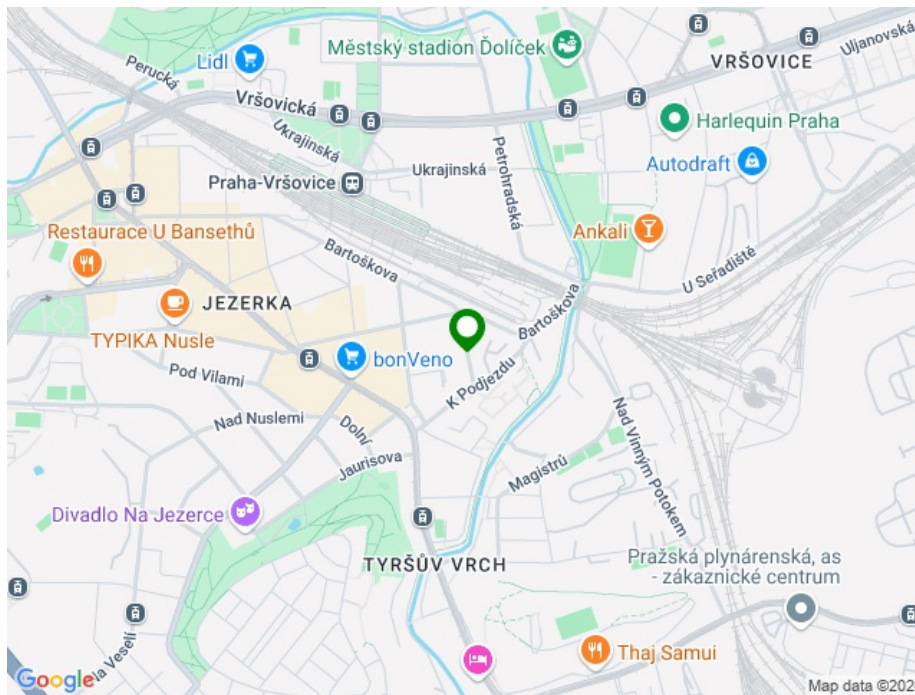 Městský stadion Ďolíček
Lidl
VRŠOVICE
Uljanovská
Perucká
Vršovická
Harlequin Praha
Ukrajinská
Petrohradská
Ukrajinská
Autodraft
Praha-Vršovice
Restaurace U Bansethů
Bartoškova
Ankali
U Seřadiště
JEZERKA
Bartoškova
TYPIKA Nusle
bonVeno
Pod Vilami
K Podjezdu
Nad Nuslemi
Dolní
Nad Vinným Potokem
Jaurisova
Magistrů
Divadlo Na Jezerce
TYRŠŮV VRCH
Pražská plynárenská, as
- zákaznické centrum
Thaj Samui
Google
la Veselí
Map data ©202